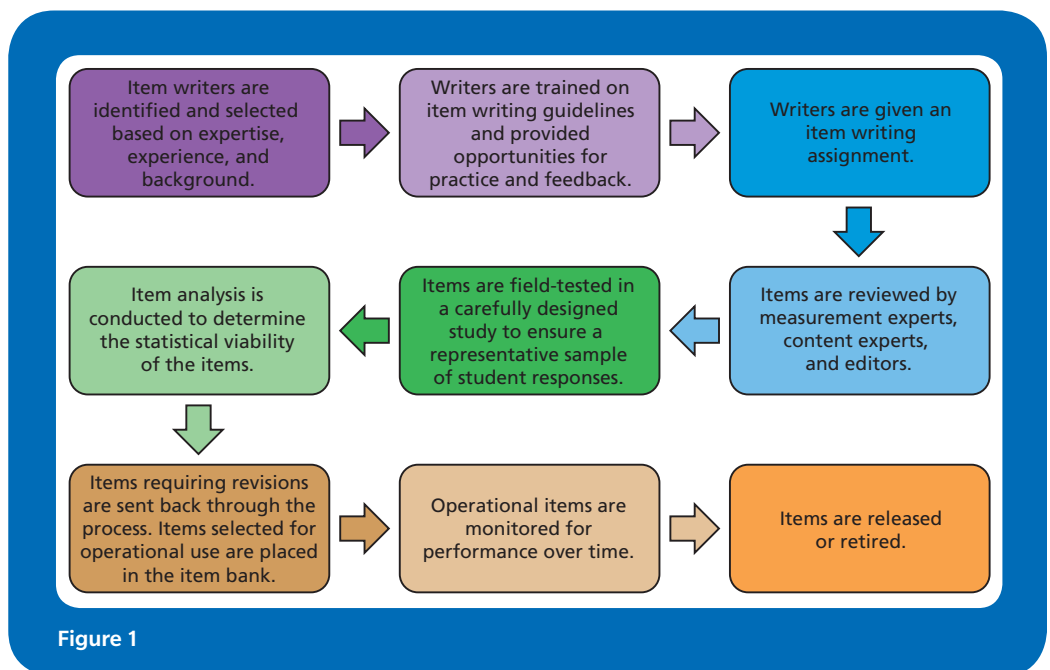 Item writers are
identified and selected
based on expertise,
experience, and
background.
Writers are trained on
item writing guidelines
and provided
opportunities for
practice and feedback.
Writers are given an
item writing
assignment.
Items are reviewed by
measurement experts,
content experts,
and editors.
Items are field-tested in
a carefully designed
study to ensure a
representative sample
of student responses.
Item analysis is
conducted to determine
the statistical viability
of the items.
Items requiring revisions
are sent back through the
process. Items selected for
operational use are placed
in the item bank.
Operational items are
monitored for
performance over time.
Items are released
or retired.
Figure 1